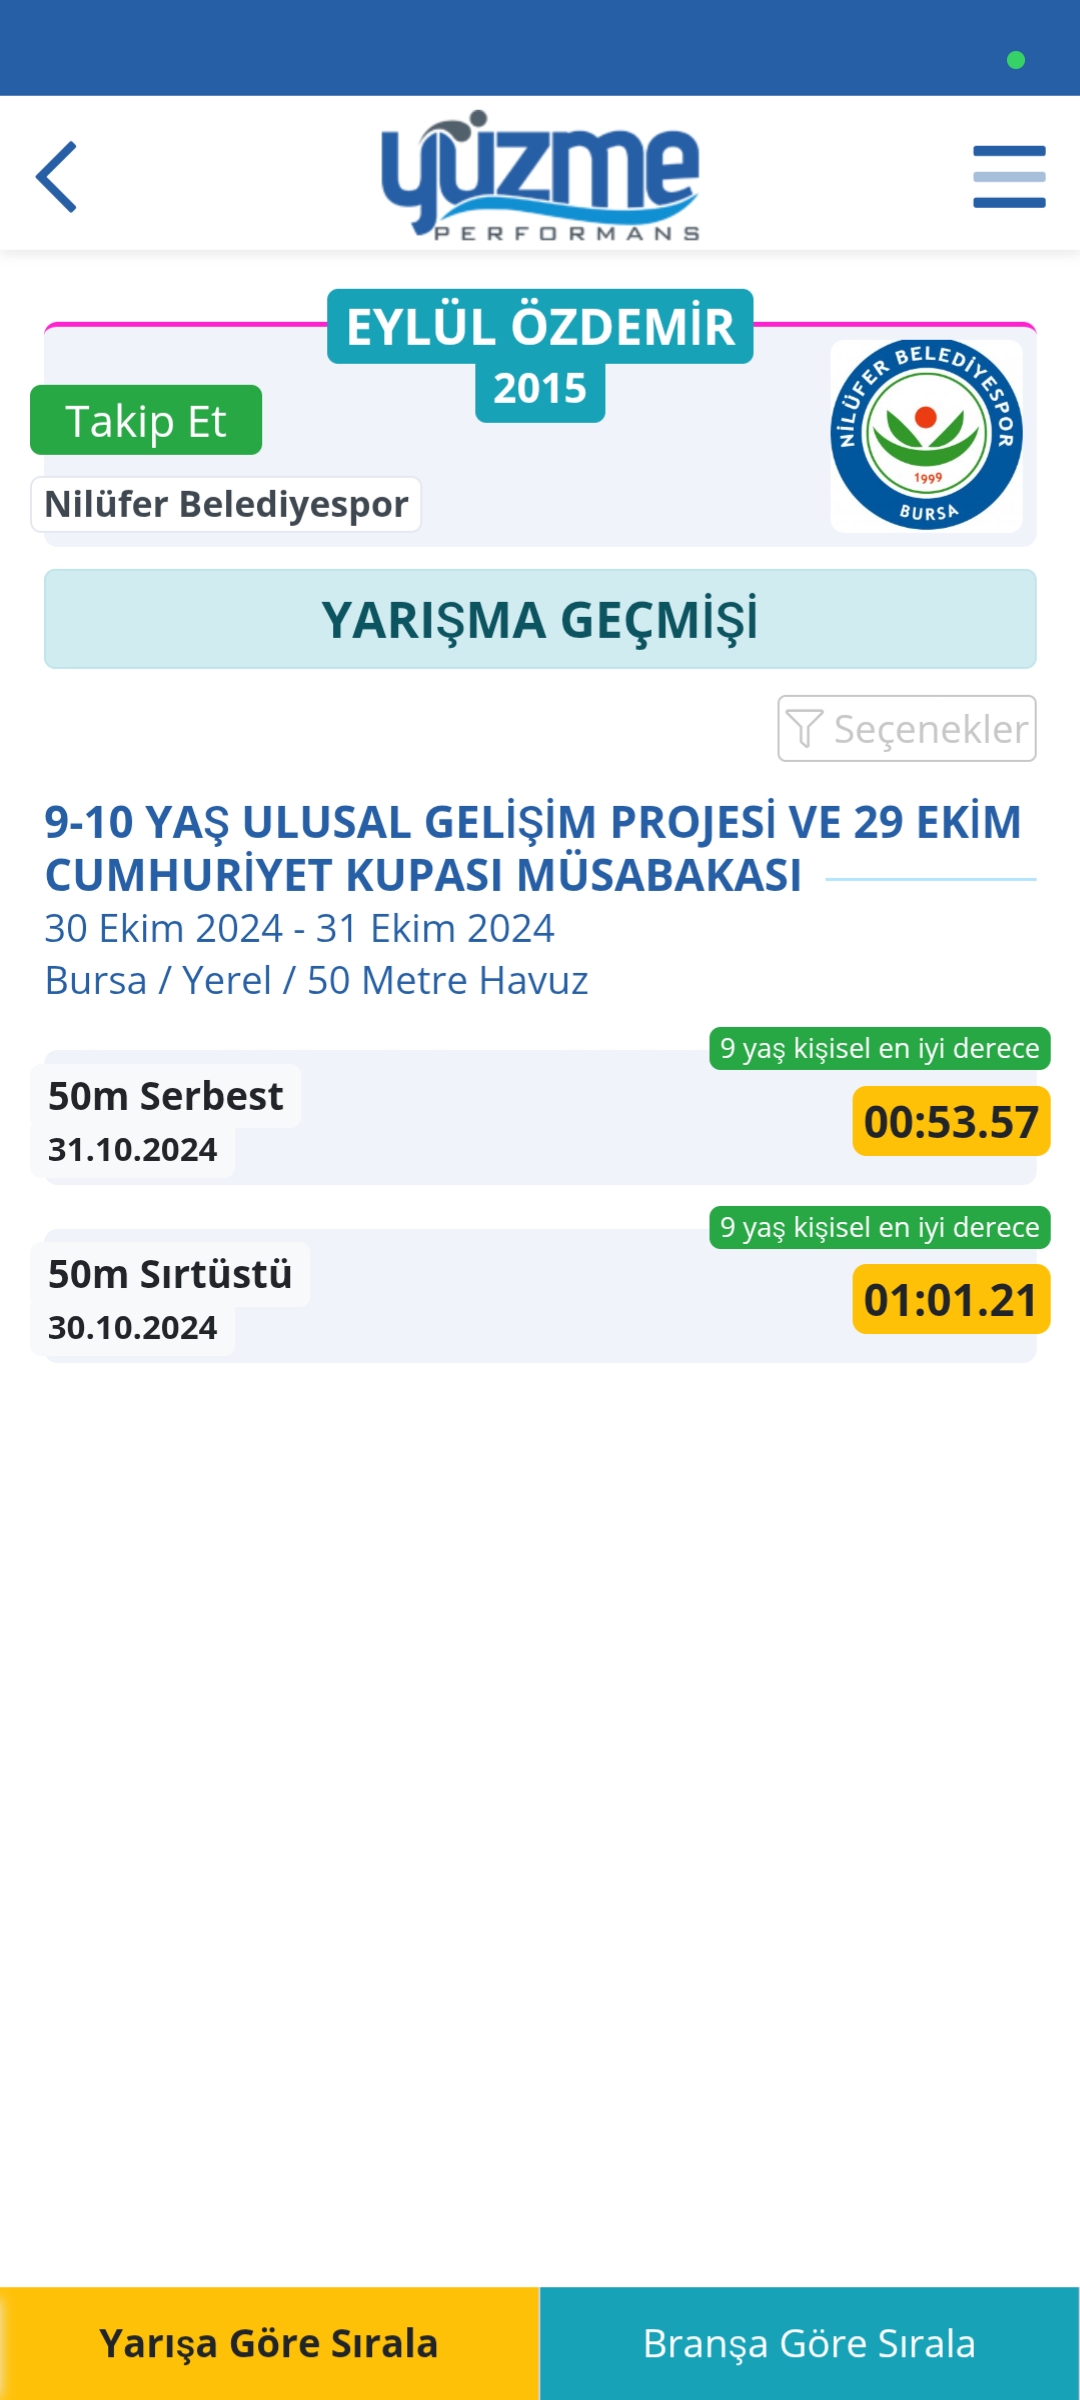 yüzme
PERFORMANS
EYLÜL ÖZDEMİR
2015
Takip Et
Nilüfer Belediyespor
NİLÜFER BELEDİYESPOR
1999
BURSA
YARIŞMA GEÇMİŞİ
Seçenekler
9-10 YAŞ ULUSAL GELİŞİM PROJESİ VE 29 EKİM
CUMHURİYET KUPASI MÜSABAKASI
30 Ekim 2024 - 31 Ekim 2024
Bursa / Yerel / 50 Metre Havuz
9 yaş kişisel en iyi derece
50m Serbest
00:53.57
31.10.2024
9 yaş kişisel en iyi derece
50m Sırtüstü
01:01.21
30.10.2024
Yarışa Göre Sırala
Branşa Göre Sırala